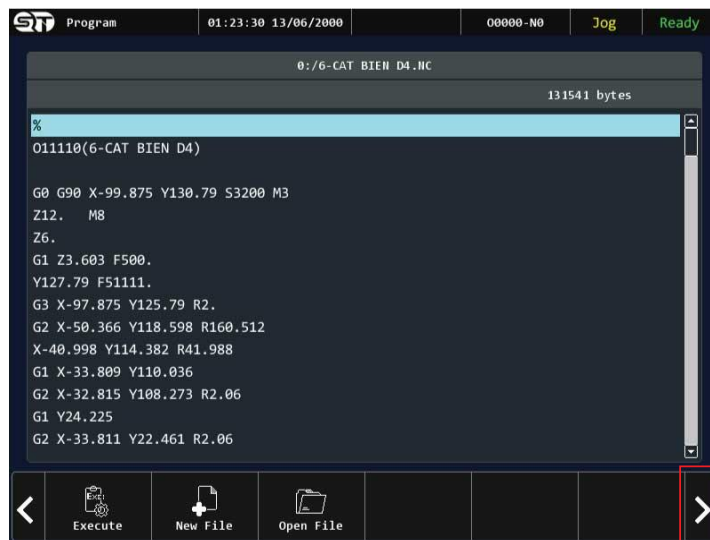 Program 01:23:30 13/06/2000 O0000-N0 Jog Ready
0:/6-CAT BIEN D4.NC
131541 bytes
%
O11110(6-CAT BIEN D4)
G0 G90 X-99.875 Y130.79 S3200 M3
Z12. M8
Z6.
G1 Z3.603 F500.
Y127.79 F51111.
G3 X-97.875 Y125.79 R2.
G2 X-50.366 Y118.598 R160.512
X-40.998 Y114.382 R41.988
G1 X-33.809 Y110.036
G2 X-32.815 Y108.273 R2.06
G1 Y24.225
G2 X-33.811 Y22.461 R2.06
Execute New File Open File